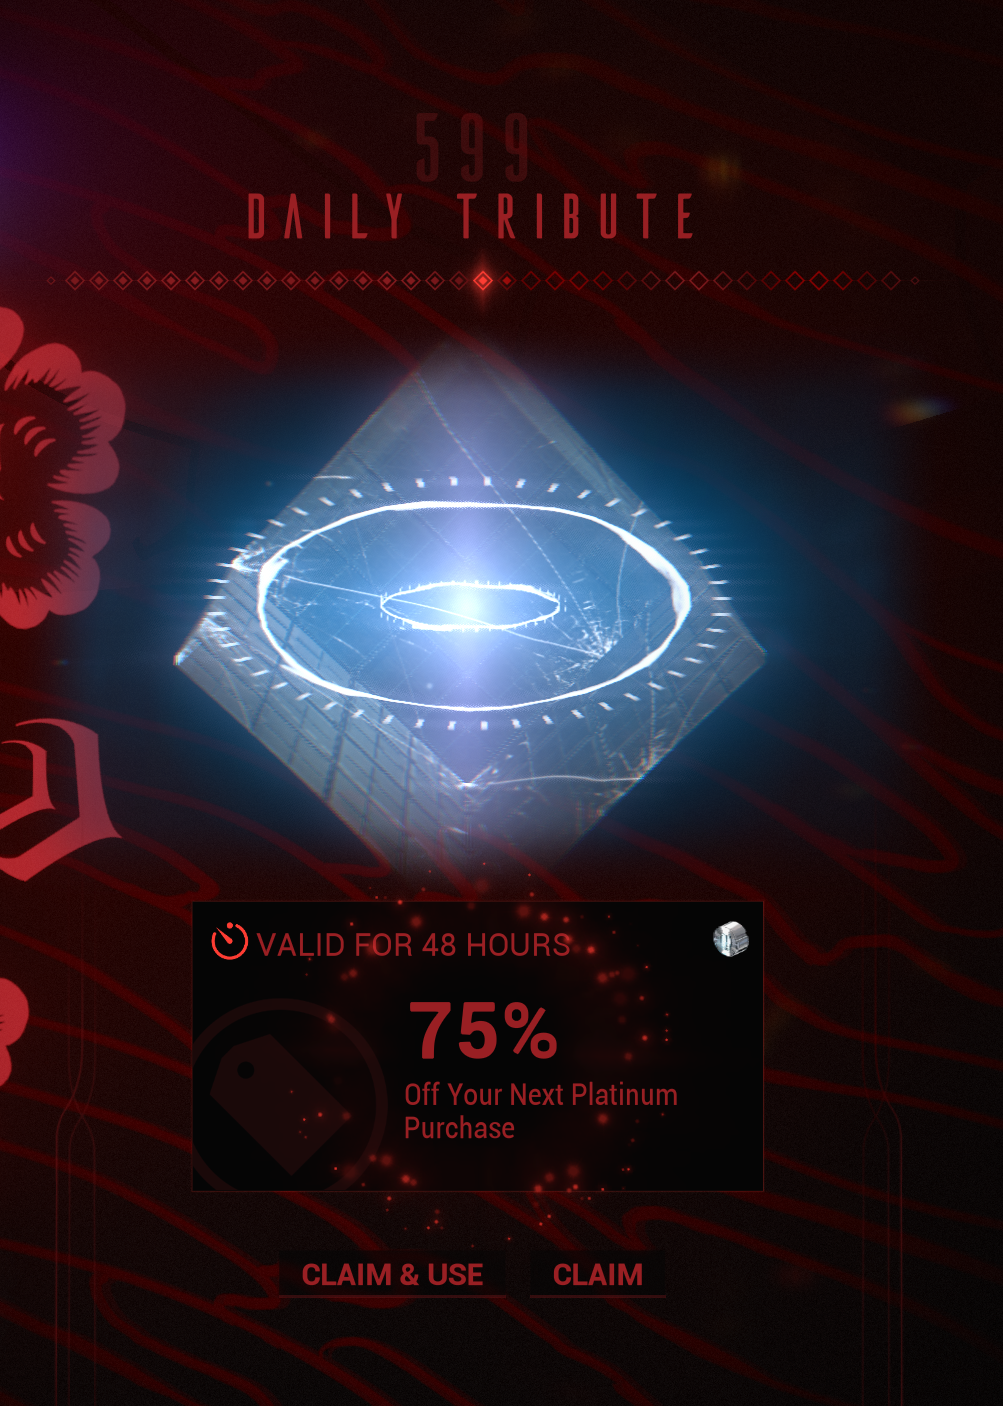 599
DAILY TRIBUTE
VALID FOR 48 HOURS
75%
Off Your Next Platinum
Purchase
CLAIM & USE
CLAIM